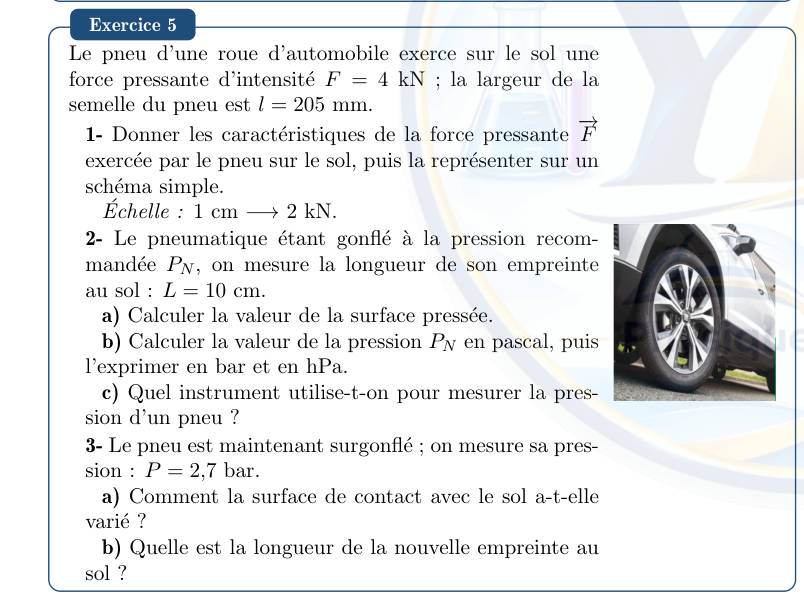 Exercice 5
Le pneu d'une roue d'automobile exerce sur le sol une
force pressante d'intensité F = 4 kN ; la largeur de la
semelle du pneu est l = 205 mm.
1- Donner les caractéristiques de la force pressante F⃗
exercée par le pneu sur le sol, puis la représenter sur un
schéma simple.
Échelle : 1 cm ⟶ 2 kN.
2- Le pneumatique étant gonflé à la pression recom-
mandée P_N, on mesure la longueur de son empreinte
au sol : L = 10 cm.
a) Calculer la valeur de la surface pressée.
b) Calculer la valeur de la pression P_N en pascal, puis
l'exprimer en bar et en hPa.
c) Quel instrument utilise-t-on pour mesurer la pres-
sion d'un pneu ?
3- Le pneu est maintenant surgonflé ; on mesure sa pres-
sion : P = 2,7 bar.
a) Comment la surface de contact avec le sol a-t-elle
varié ?
b) Quelle est la longueur de la nouvelle empreinte au
sol ?